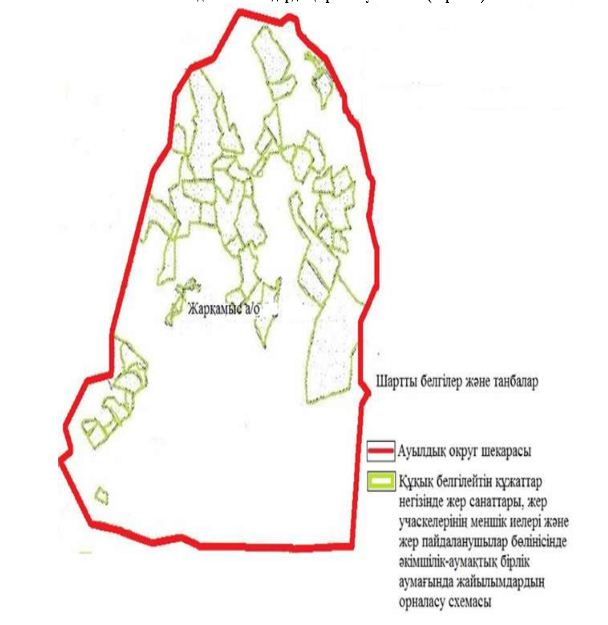 Жарқамыс а/о
Шартты белгілер және таңбалар
Ауылдық округ шекарасы
Құқық белгілейтін құжаттар
негізінде жер санаттары, жер
учаскелерінің меншік иелері және
жер пайдаланушылар бөлінісінде
әкімшілік-аумақтық бірлік
аумағында жайылымдардың
орналасу схемасы